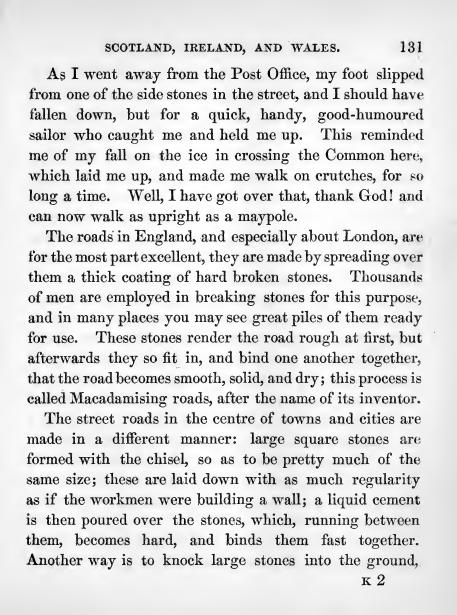 SCOTLAND, IRELAND, AND WALES. 131
As I went away from the Post Office, my foot slipped
from one of the side stones in the street, and I should have
fallen down, but for a quick, handy, good-humoured
sailor who caught me and held me up. This reminded
me of my fall on the ice in crossing the Common here,
which laid me up, and made me walk on crutches, for so
long a time. Well, I have got over that, thank God! and
can now walk as upright as a maypole.
The roads in England, and especially about London, are
for the most part excellent, they are made by spreading over
them a thick coating of hard broken stones. Thousands
of men are employed in breaking stones for this purpose,
and in many places you may see great piles of them ready
for use. These stones render the road rough at first, but
afterwards they so fit in, and bind one another together,
that the road becomes smooth, solid, and dry; this process is
called Macadamising roads, after the name of its inventor.
The street roads in the centre of towns and cities are
made in a different manner: large square stones are
formed with the chisel, so as to be pretty much of the
same size; these are laid down with as much regularity
as if the workmen were building a wall; a liquid cement
is then poured over the stones, which, running between
them, becomes hard, and binds them fast together.
Another way is to knock large stones into the ground,
K 2